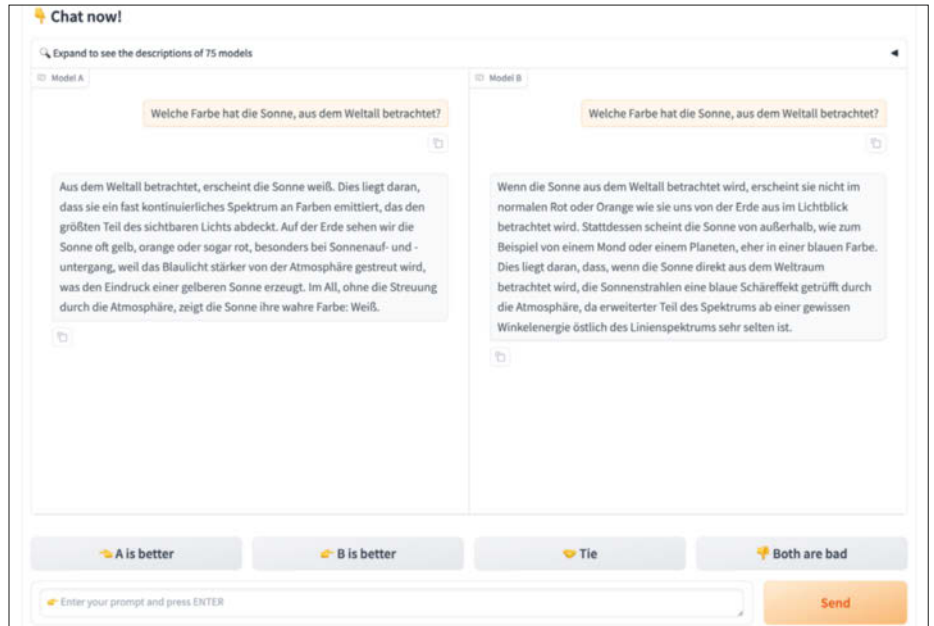 👇 Chat now!
🔍 Expand to see the descriptions of 75 models
Model A
Welche Farbe hat die Sonne, aus dem Weltall betrachtet?
Aus dem Weltall betrachtet, erscheint die Sonne weiß. Dies liegt daran,
dass sie ein fast kontinuierliches Spektrum an Farben emittiert, das den
größten Teil des sichtbaren Lichts abdeckt. Auf der Erde sehen wir die
Sonne oft gelb, orange oder sogar rot, besonders bei Sonnenauf- und -
untergang, weil das Blaulicht stärker von der Atmosphäre gestreut wird,
was den Eindruck einer gelberen Sonne erzeugt. Im All, ohne die Streuung
durch die Atmosphäre, zeigt die Sonne ihre wahre Farbe: Weiß.
Model B
Welche Farbe hat die Sonne, aus dem Weltall betrachtet?
Wenn die Sonne aus dem Weltall betrachtet wird, erscheint sie nicht im
normalen Rot oder Orange wie sie uns von der Erde aus im Lichtblick
betrachtet wird. Stattdessen scheint die Sonne von außerhalb, wie zum
Beispiel von einem Mond oder einem Planeten, eher in einer blauen Farbe.
Dies liegt daran, dass, wenn die Sonne direkt aus dem Weltraum
betrachtet wird, die Sonnenstrahlen eine blaue Schäreffekt getrüfft durch
die Atmosphäre, da erweiterter Teil des Spektrums ab einer gewissen
Winkelenergie östlich des Linienspektrums sehr selten ist.
👈 A is better
👉 B is better
🤝 Tie
👎 Both are bad
👉 Enter your prompt and press ENTER
Send